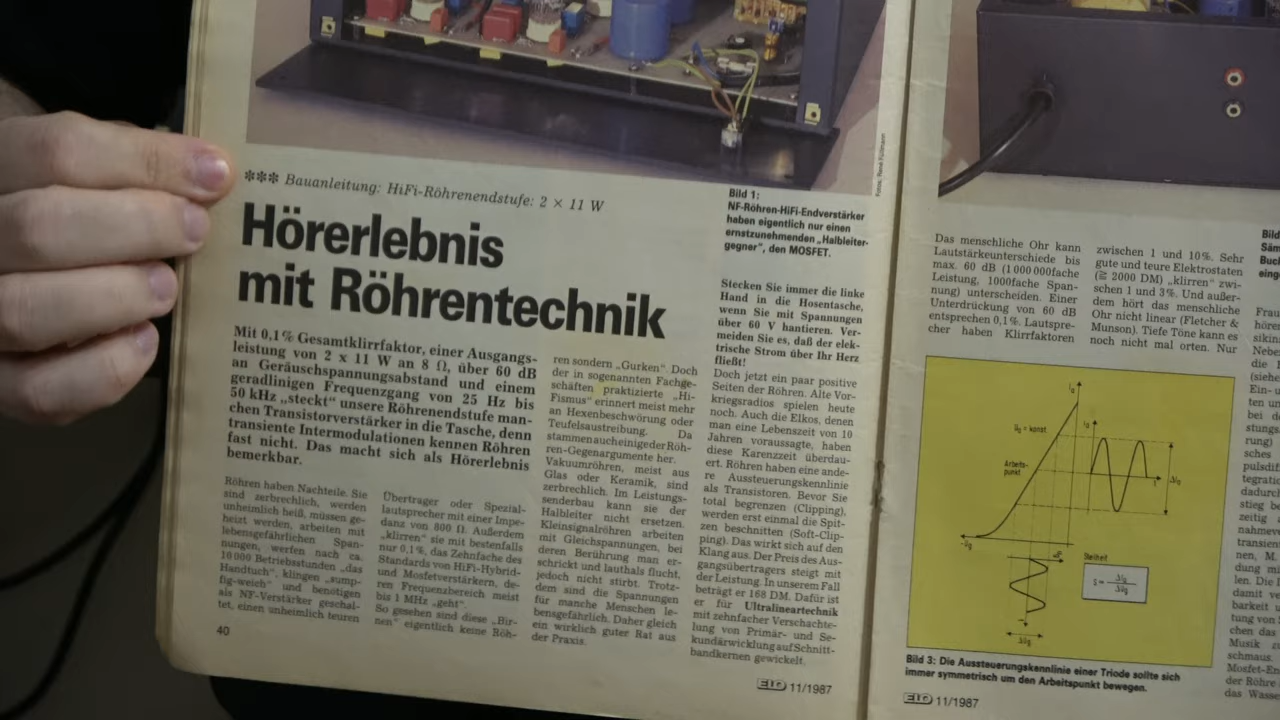 *** Bauanleitung: HiFi-Röhrenendstufe: 2 × 11 W
Hörerlebnis
mit Röhrentechnik
Mit 0,1% Gesamtklirrfaktor, einer Ausgangs-
leistung von 2 x 11 W an 8 Ω, über 60 dB
an Geräuschspannungsabstand und einem
geradlinigen Frequenzgang von 25 Hz bis
50 kHz „steckt“ unsere Röhrenendstufe man-
chen Transistorverstärker in die Tasche, denn
transiente Intermodulationen kennen Röhren
fast nicht. Das macht sich als Hörerlebnis
bemerkbar.
Röhren haben Nachteile. Sie
sind zerbrechlich, werden
unheimlich heiß, müssen ge-
heizt werden, arbeiten mit
lebensgefährlichen Span-
nungen, werfen nach ca.
10 000 Betriebsstunden „das
Handtuch“, klingen „sump-
fig-weich“ und benötigen
als NF-Verstärker geschal-
tet, einen unheimlich teuren
Übertrager oder Spezial-
lautsprecher mit einer Impe-
danz von 800 Ω. Außerdem
„klirren“ sie mit bestenfalls
nur 0,1%, das Zehnfache des
Standards von HiFi-Hybrid-
und Mosfetverstärkern, de-
ren Frequenzbereich meist
bis 1 MHz „geht“.
So gesehen sind diese „Bir-
nen“ eigentlich keine Röh-
ren sondern „Gurken“. Doch
der in sogenannten Fachge-
schäften praktizierte „Hi-
Fismus“ erinnert meist mehr
an Hexenbeschwörung oder
Teufelsaustreibung. Da
stammen auch einige der Röh-
ren-Gegenargumente her.
Vakuumröhren, meist aus
Glas oder Keramik, sind
zerbrechlich. Im Leistungs-
senderbau kann sie der
Halbleiter nicht ersetzen.
Kleinsignalröhren arbeiten
mit Gleichspannungen, bei
deren Berührung man er-
schrickt und lauthals flucht,
jedoch nicht stirbt. Trotz-
dem sind die Spannungen
für manche Menschen le-
bensgefährlich. Daher gleich
ein wirklich guter Rat aus
der Praxis.
Bild 1:
NF-Röhren-HiFi-Endverstärker
haben eigentlich nur einen
ernstzunehmenden „Halbleiter-
gegner“, den MOSFET.
Stecken Sie immer die linke
Hand in die Hosentasche,
wenn Sie mit Spannungen
über 60 V hantieren. Ver-
meiden Sie es, daß der elek-
trische Strom über Ihr Herz
fließt!
Doch jetzt ein paar positive
Seiten der Röhren. Alte Vor-
kriegsradios spielen heute
noch. Auch die Elkos, denen
man eine Lebenszeit von 10
Jahren voraussagte, haben
diese Karenzzeit überdau-
ert. Röhren haben eine ande-
re Aussteuerungskennlinie
als Transistoren. Bevor Sie
total begrenzen (Clipping),
werden erst einmal die Spit-
zen beschnitten (Soft-Clip-
ping). Das wirkt sich auf den
Klang aus. Der Preis des Aus-
gangsübertragers steigt mit
der Leistung. In unserem Fall
beträgt er 168 DM. Dafür ist
er für Ultralineartechnik
mit zehnfacher Verschachte-
lung von Primär- und Se-
kundärwicklung auf Schnitt-
bandkernen gewickelt.
40
ELO 11/1987
Das menschliche Ohr kann
Lautstärkeunterschiede bis
max. 60 dB (1 000 000fache
Leistung, 1000fache Span-
nung) unterscheiden. Einer
Unterdrückung von 60 dB
entsprechen 0,1%. Lautspre-
cher haben Klirrfaktoren
zwischen 1 und 10%. Sehr
gute und teure Elektrostaten
(≧ 2000 DM) „klirren“ zwi-
schen 1 und 3%. Und außer-
dem hört das menschliche
Ohr nicht linear (Fletcher &
Munson). Tiefe Töne kann es
noch nicht mal orten. Nur
Arbeits-
punkt
Steilheit
Bild 3: Die Aussteuerungskennlinie einer Triode sollte sich
immer symmetrisch um den Arbeitspunkt bewegen.
ELO 11/1987